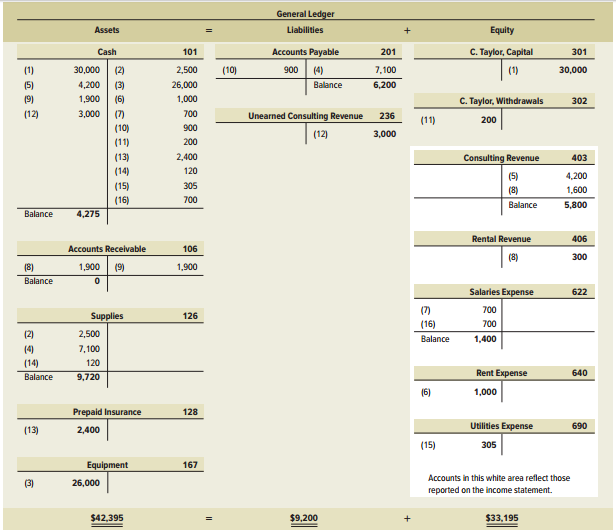 General Ledger
Assets = Liabilities + Equity
Cash 101
(1) 30,000 (2) 2,500
(5) 4,200 (3) 26,000
(9) 1,900 (6) 1,000
(12) 3,000 (7) 700
(10) 900
(11) 200
(13) 2,400
(14) 120
(15) 305
(16) 700
Balance 4,275
Accounts Receivable 106
(8) 1,900 (9) 1,900
Balance 0
Supplies 126
(2) 2,500
(4) 7,100
(14) 120
Balance 9,720
Prepaid Insurance 128
(13) 2,400
Equipment 167
(3) 26,000
Accounts Payable 201
(10) 900 (4) 7,100
Balance 6,200
Unearned Consulting Revenue 236
(12) 3,000
C. Taylor, Capital 301
(1) 30,000
C. Taylor, Withdrawals 302
(11) 200
Consulting Revenue 403
(5) 4,200
(8) 1,600
Balance 5,800
Rental Revenue 406
(8) 300
Salaries Expense 622
(7) 700
(16) 700
Balance 1,400
Rent Expense 640
(6) 1,000
Utilities Expense 690
(15) 305
Accounts in this white area reflect those
reported on the income statement.
$42,395 = $9,200 + $33,195